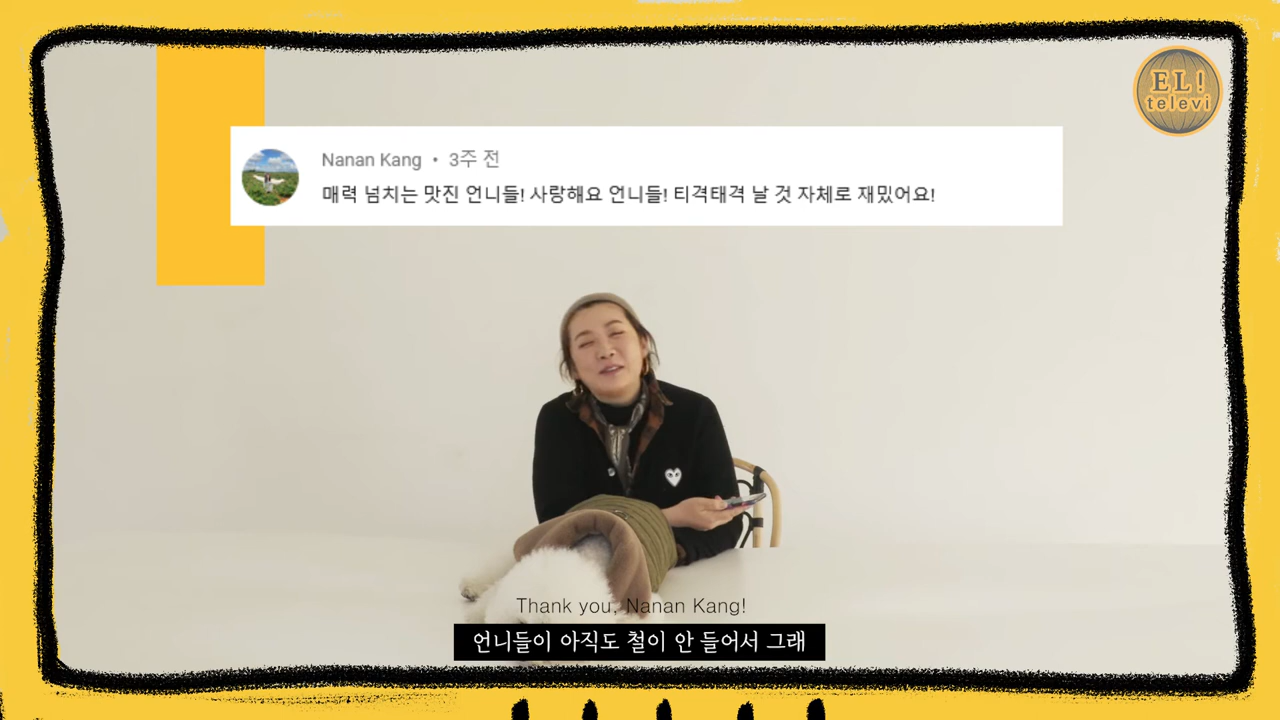 EL!
televi
Nanan Kang • 3주 전
매력 넘치는 맛진 언니들! 사랑해요 언니들! 티격태격 날 것 자체로 재밌어요!
Thank you, Nanan Kang!
언니들이 아직도 철이 안 들어서 그래